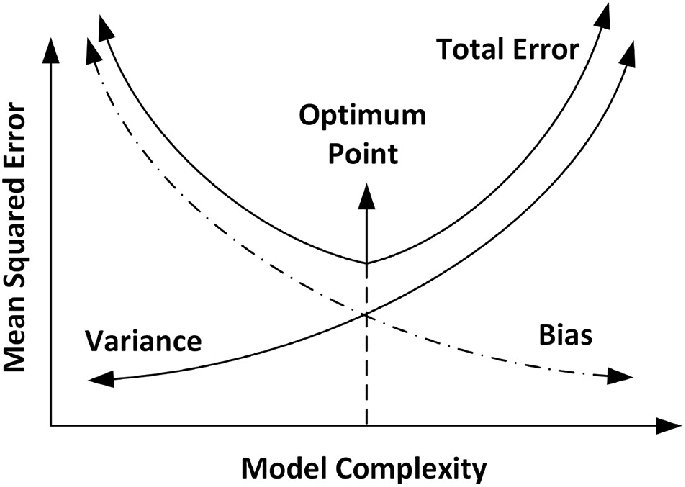 Total Error
Optimum
Point
Mean Squared Error
Variance
Bias
Model Complexity